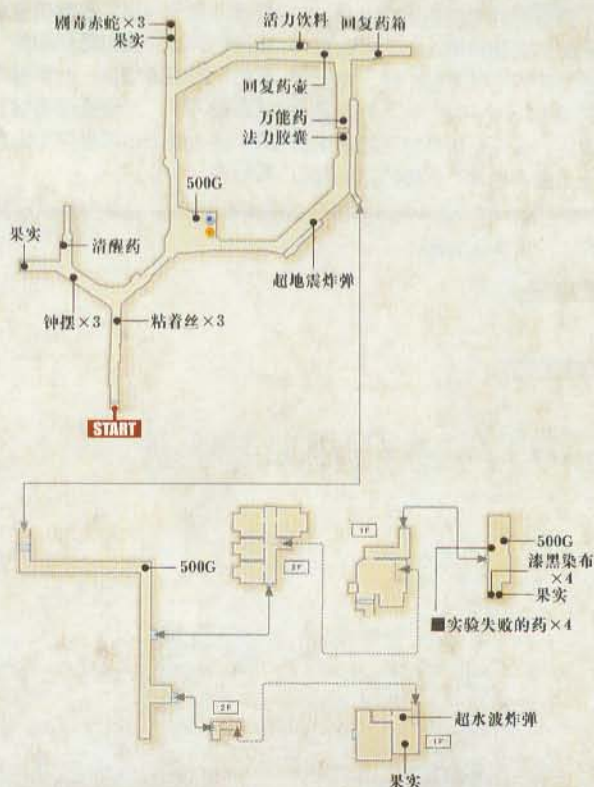 剧毒赤蛇×3
果实
活力饮料
回复药箱
回复药壶
万能药
法力胶囊
500G
果实
清醒药
超地震炸弹
钟摆×3
粘着丝×3
START
500G
2F
1F
500G
漆黑染布
×4
果实
■实验失败的药×4
2F
超水波炸弹
1F
果实